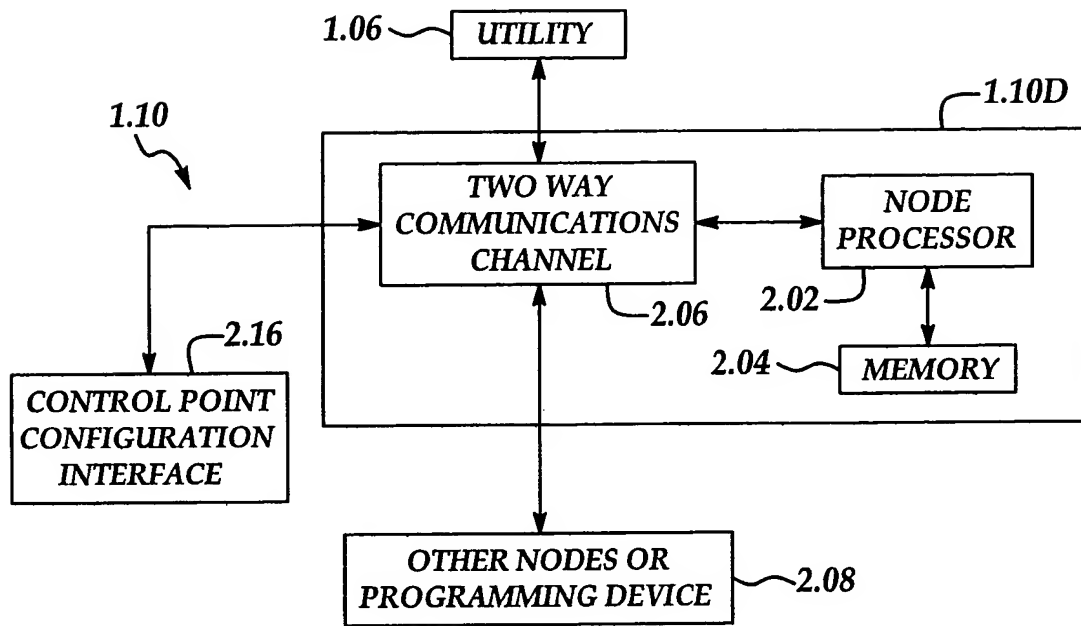 1.06
UTILITY
1.10
1.10D
TWO WAY
COMMUNICATIONS
CHANNEL
NODE
PROCESSOR
2.06
2.02
2.16
2.04
MEMORY
CONTROL POINT
CONFIGURATION
INTERFACE
OTHER NODES OR
PROGRAMMING DEVICE
2.08